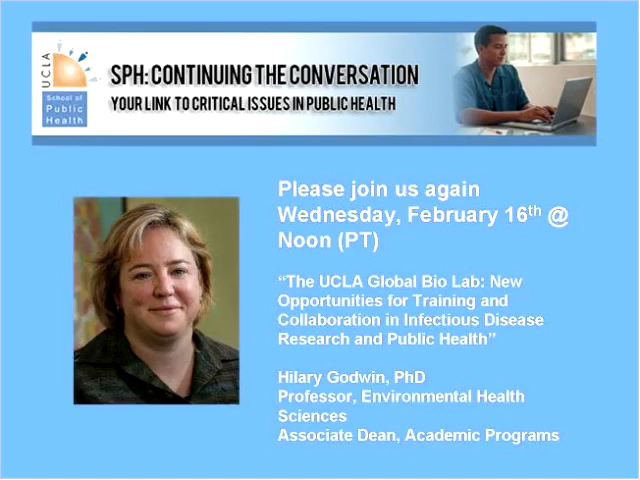 UCLA
School of
Public
Health
SPH: CONTINUING THE CONVERSATION
YOUR LINK TO CRITICAL ISSUES IN PUBLIC HEALTH
Please join us again
Wednesday, February 16th @
Noon (PT)
“The UCLA Global Bio Lab: New
Opportunities for Training and
Collaboration in Infectious Disease
Research and Public Health”
Hilary Godwin, PhD
Professor, Environmental Health
Sciences
Associate Dean, Academic Programs